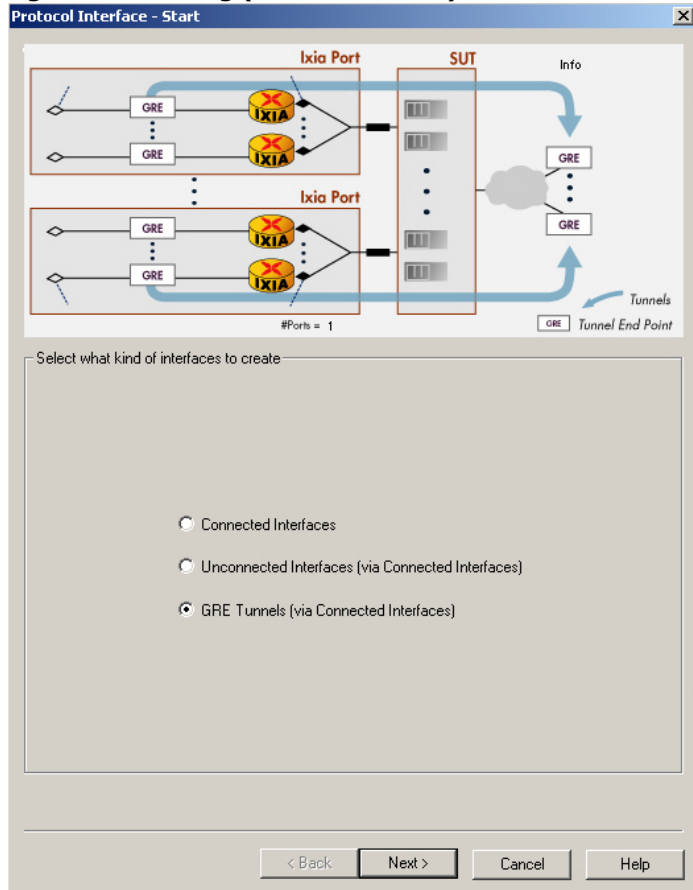 Protocol Interface - Start
Ixia Port
SUT
Info
GRE
IXIA
GRE
IXIA
GRE
GRE
Ixia Port
GRE
IXIA
GRE
IXIA
#Ports = 1
Tunnels
GRE Tunnel End Point
Select what kind of interfaces to create
Connected Interfaces
Unconnected Interfaces (via Connected Interfaces)
GRE Tunnels (via Connected Interfaces)
< Back
Next >
Cancel
Help